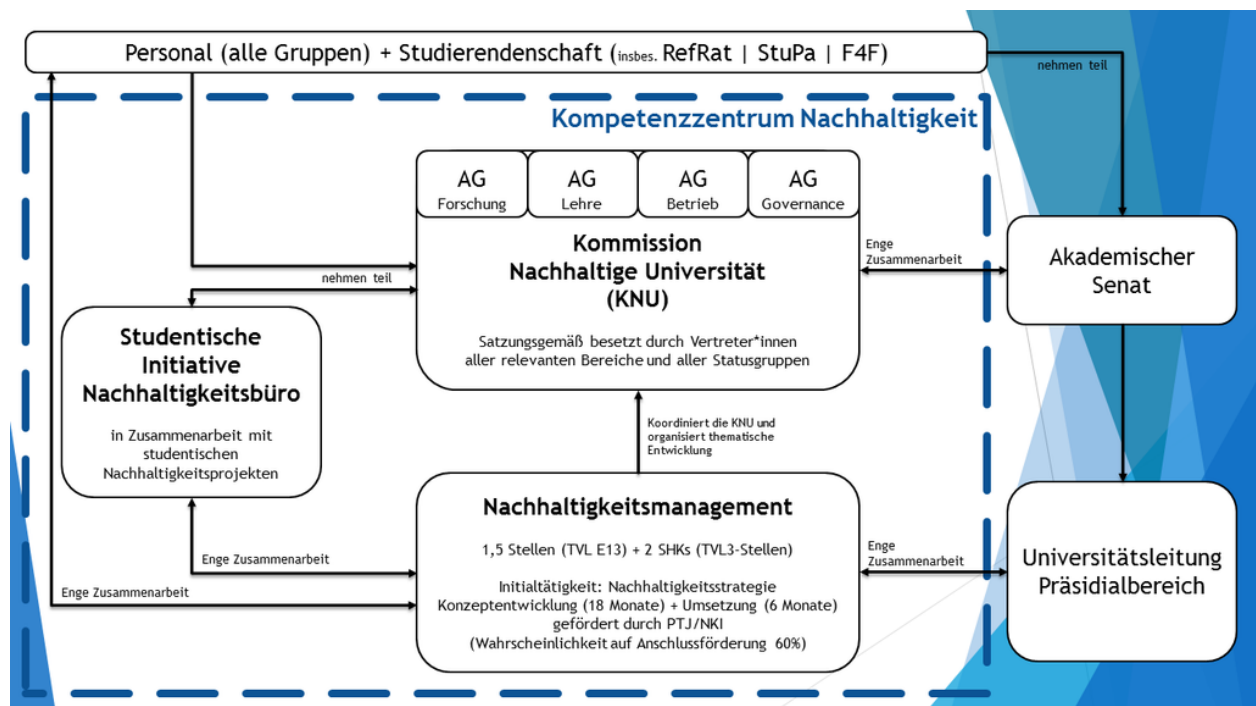 Personal (alle Gruppen) + Studierendenschaft (insbes. RefRat | StuPa | F4F)
nehmen teil
Kompetenzzentrum Nachhaltigkeit
AG
Forschung
AG
Lehre
AG
Betrieb
AG
Governance
Kommission
Nachhaltige Universität
(KNU)
Satzungsgemäß besetzt durch Vertreter*innen
aller relevanten Bereiche und aller Statusgruppen
Enge
Zusammenarbeit
Akademischer
Senat
nehmen teil
Studentische
Initiative
Nachhaltigkeitsbüro
in Zusammenarbeit mit
studentischen
Nachhaltigkeitsprojekten
Koordiniert die KNU und
organisiert thematische
Entwicklung
Nachhaltigkeitsmanagement
1,5 Stellen (TVL E13) + 2 SHKs (TVL3-Stellen)
Initialtätigkeit: Nachhaltigkeitsstrategie
Konzeptentwicklung (18 Monate) + Umsetzung (6 Monate)
gefördert durch PTJ/NKI
(Wahrscheinlichkeit auf Anschlussförderung 60%)
Enge Zusammenarbeit
Enge Zusammenarbeit
Enge
Zusammenarbeit
Universitätsleitung
Präsidialbereich